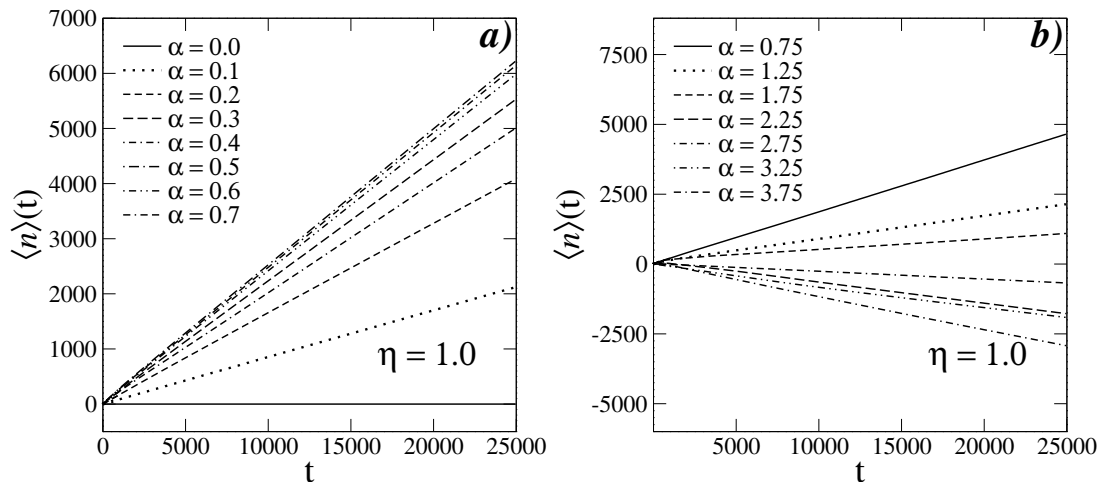 a)
7000
6000
5000
4000
3000
2000
1000
0
⟨n⟩(t)
α = 0.0
α = 0.1
α = 0.2
α = 0.3
α = 0.4
α = 0.5
α = 0.6
α = 0.7
η = 1.0
0 5000 10000 15000 20000 25000
t
b)
7500
5000
2500
0
-2500
-5000
⟨n⟩(t)
α = 0.75
α = 1.25
α = 1.75
α = 2.25
α = 2.75
α = 3.25
α = 3.75
η = 1.0
5000 10000 15000 20000 25000
t